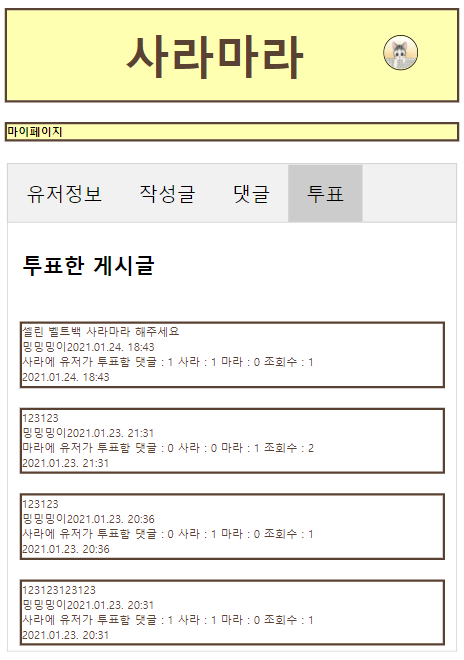 사라마라
마이페이지
유저정보 작성글 댓글 투표
투표한 게시글
셀린 벨트백 사라마라 해주세요
밍밍밍이2021.01.24. 18:43
사라에 유저가 투표함 댓글 : 1 사라 : 1 마라 : 0 조회수 : 1
2021.01.24. 18:43
123123
밍밍밍이2021.01.23. 21:31
마라에 유저가 투표함 댓글 : 0 사라 : 0 마라 : 1 조회수 : 2
2021.01.23. 21:31
123123
밍밍밍이2021.01.23. 20:36
사라에 유저가 투표함 댓글 : 0 사라 : 1 마라 : 0 조회수 : 1
2021.01.23. 20:36
123123123123
밍밍밍이2021.01.23. 20:31
사라에 유저가 투표함 댓글 : 1 사라 : 1 마라 : 0 조회수 : 1
2021.01.23. 20:31